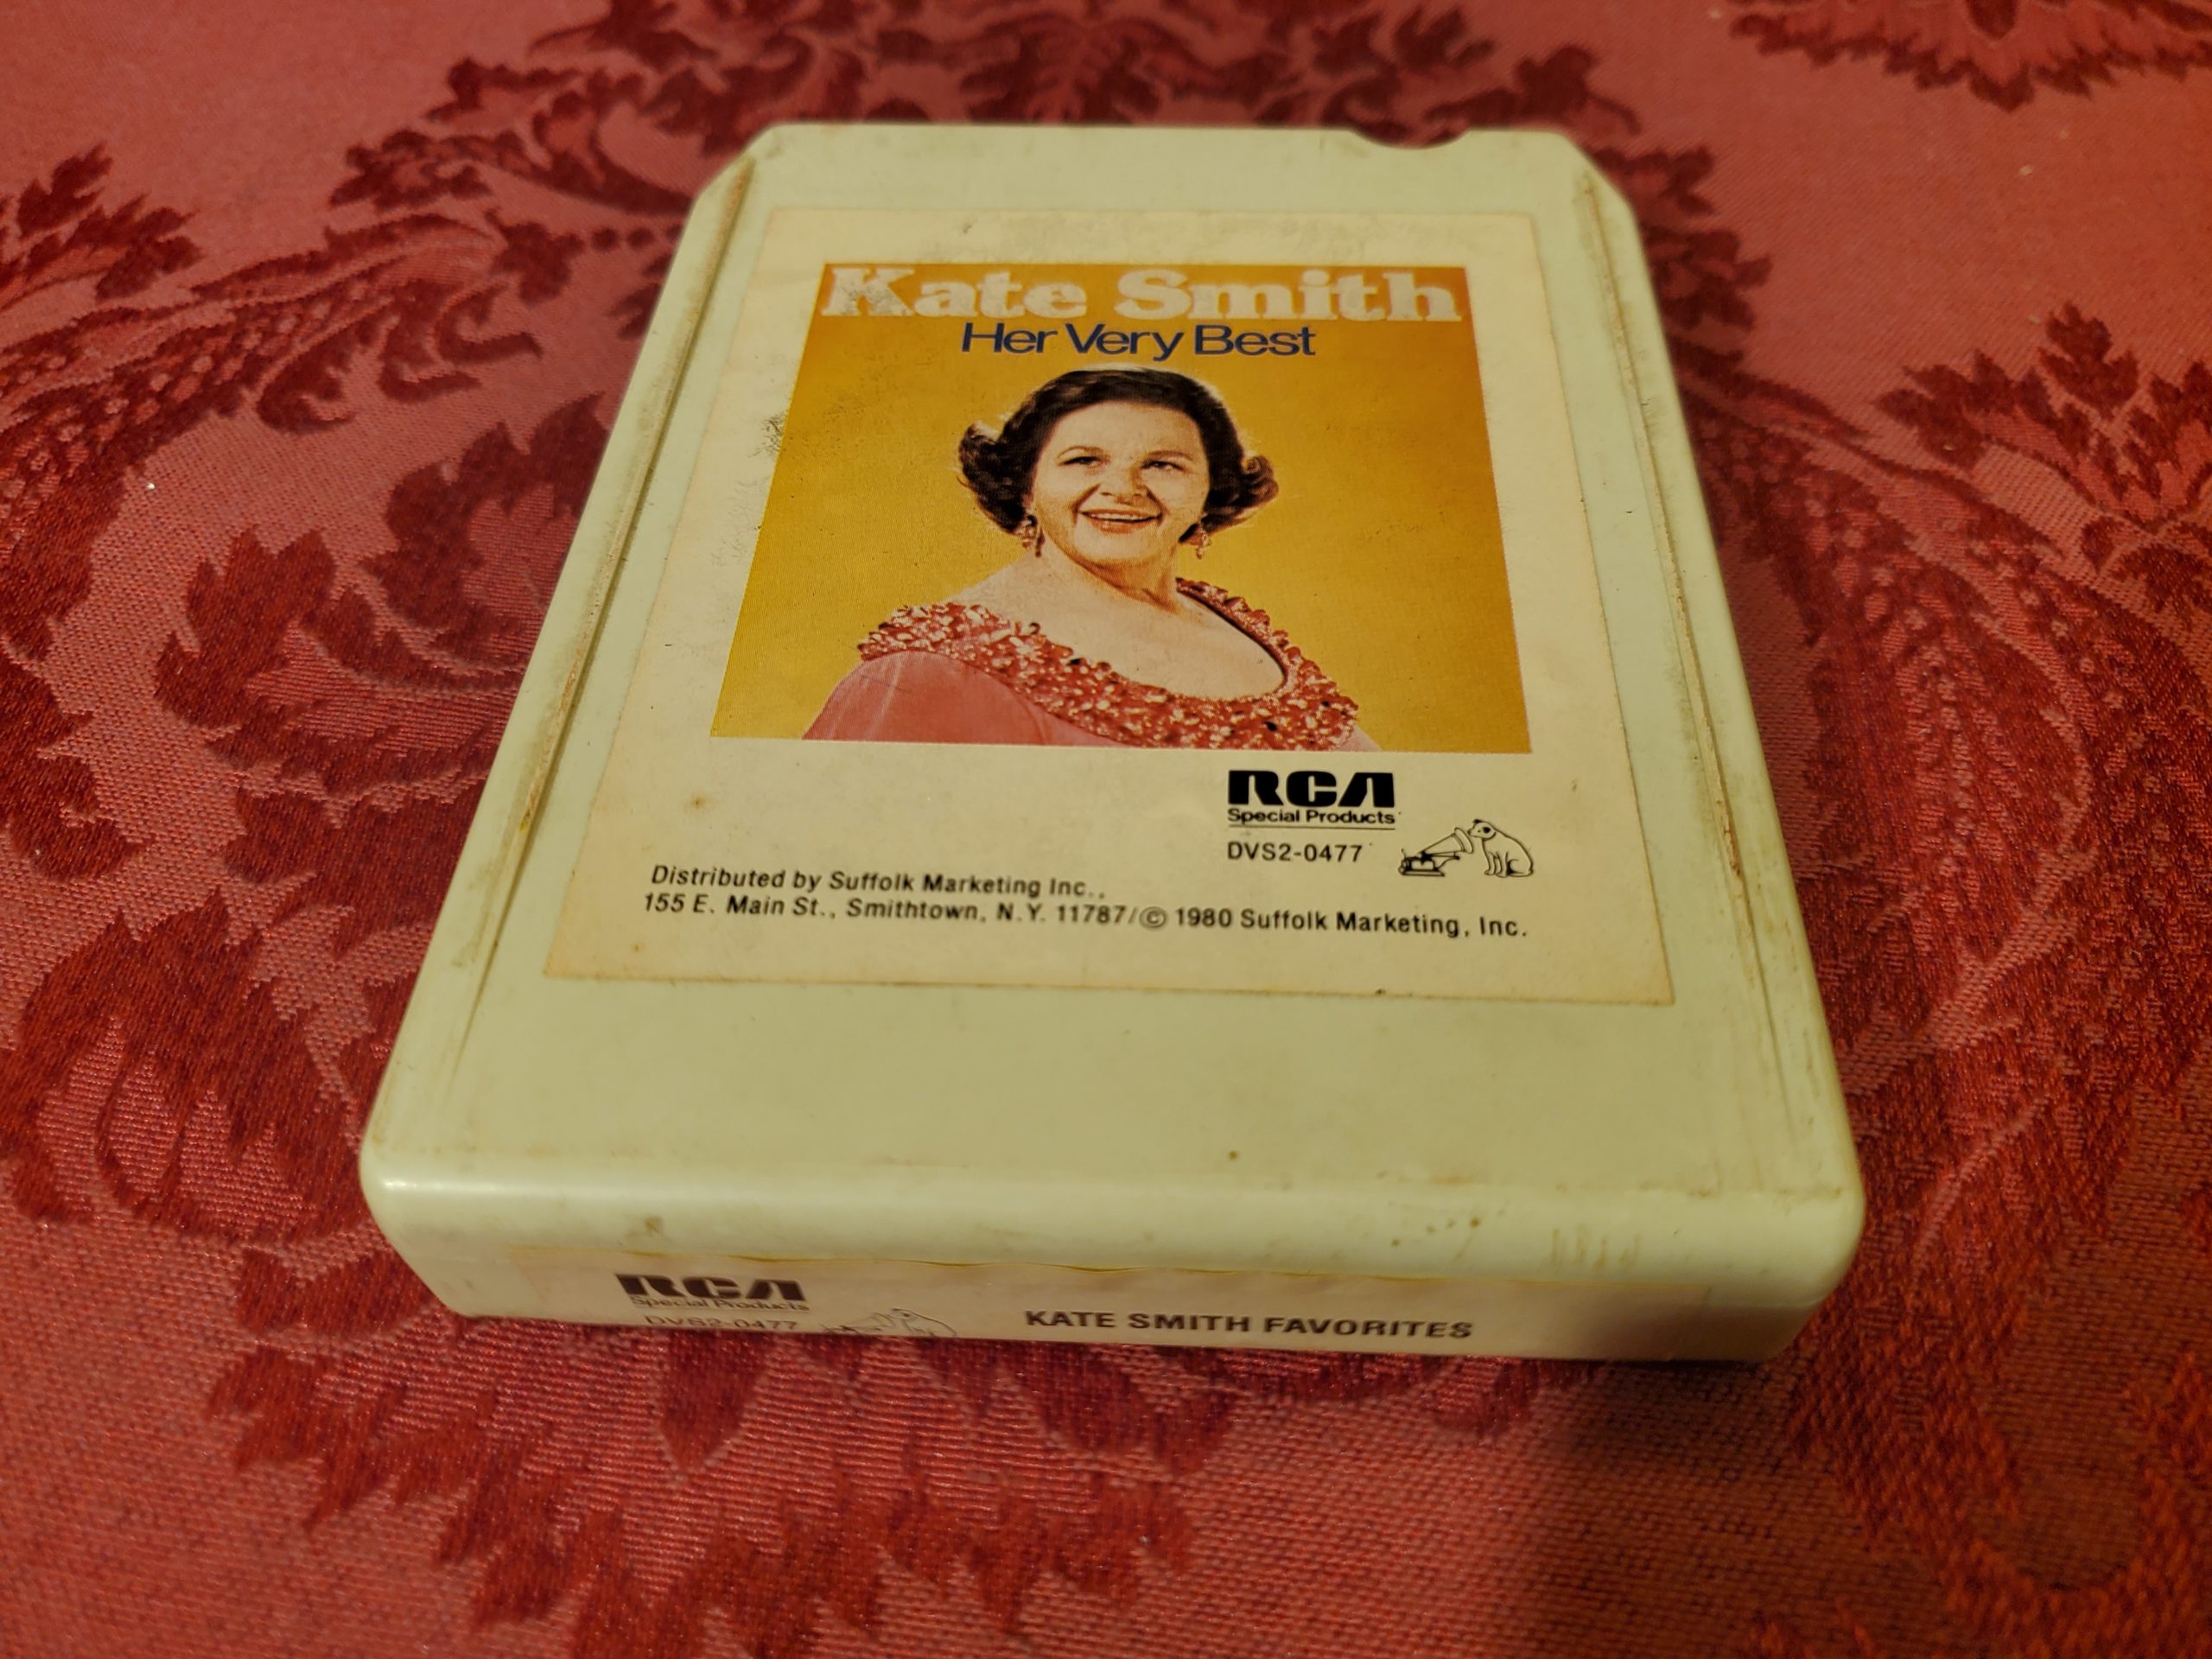 Kate Smith
Her Very Best
RCA
Special Products
DVS2-0477
Distributed by Suffolk Marketing Inc.,
155 E. Main St., Smithtown, N.Y. 11787/© 1980 Suffolk Marketing, Inc.
RCA
Special Products
DVS2-0477
KATE SMITH FAVORITES